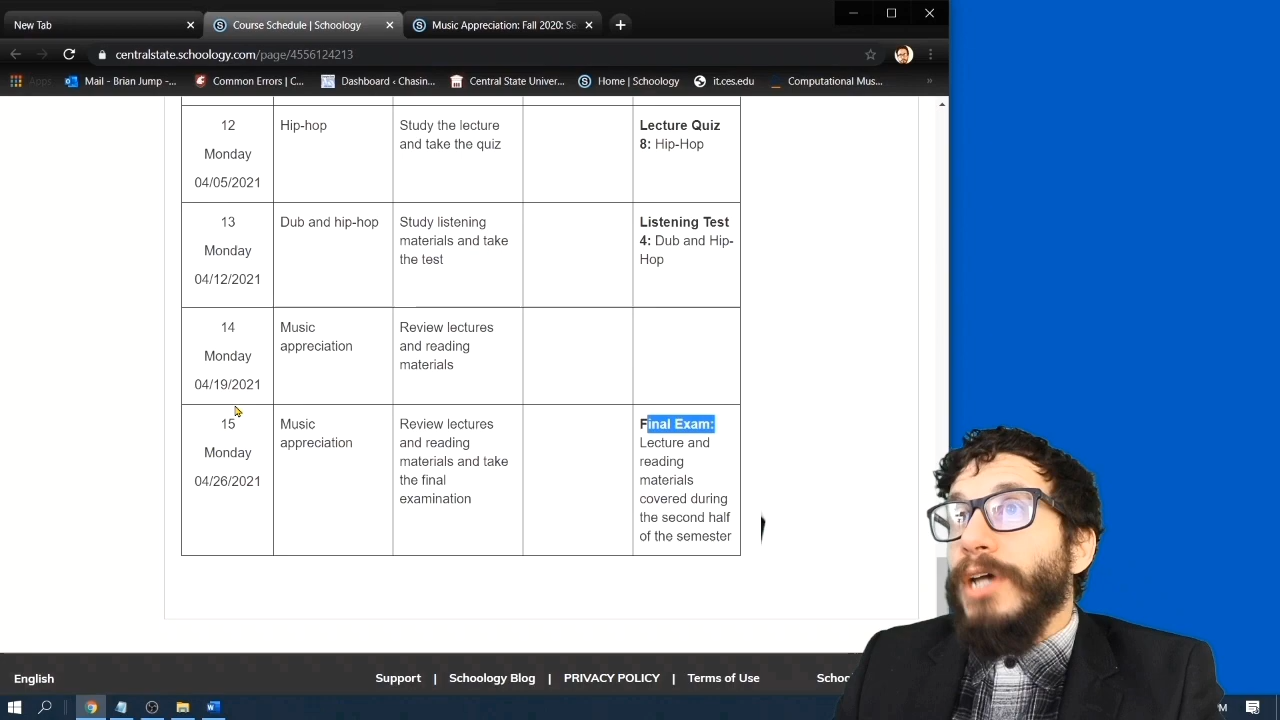 New Tab
Course Schedule | Schoology
Music Appreciation: Fall 2020: Se
centralstate.schoology.com/page/4556124213
Apps
Mail - Brian Jump -...
Common Errors | C...
Dashboard ‹ Chasin...
Central State Univer...
Home | Schoology
it.ces.edu
Computational Mus...
»
12
Monday
04/05/2021
Hip-hop
Study the lecture
and take the quiz
Lecture Quiz
8: Hip-Hop
13
Monday
04/12/2021
Dub and hip-hop
Study listening
materials and take
the test
Listening Test
4: Dub and Hip-
Hop
14
Monday
04/19/2021
Music
appreciation
Review lectures
and reading
materials
15
Monday
04/26/2021
Music
appreciation
Review lectures
and reading
materials and take
the final
examination
Final Exam:
Lecture and
reading
materials
covered during
the second half
of the semester
English
Support | Schoology Blog | PRIVACY POLICY | Terms of Use